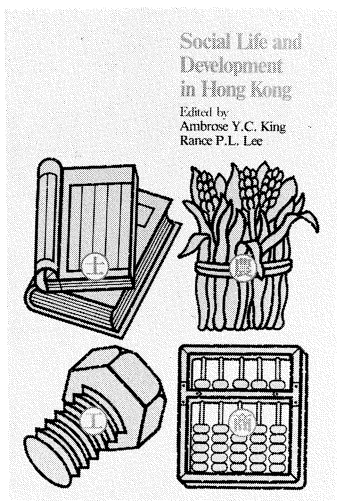 Social Life and
Development
in Hong Kong
Edited by
Ambrose Y.C. King
Rance P.L. Lee
士
農
工
商